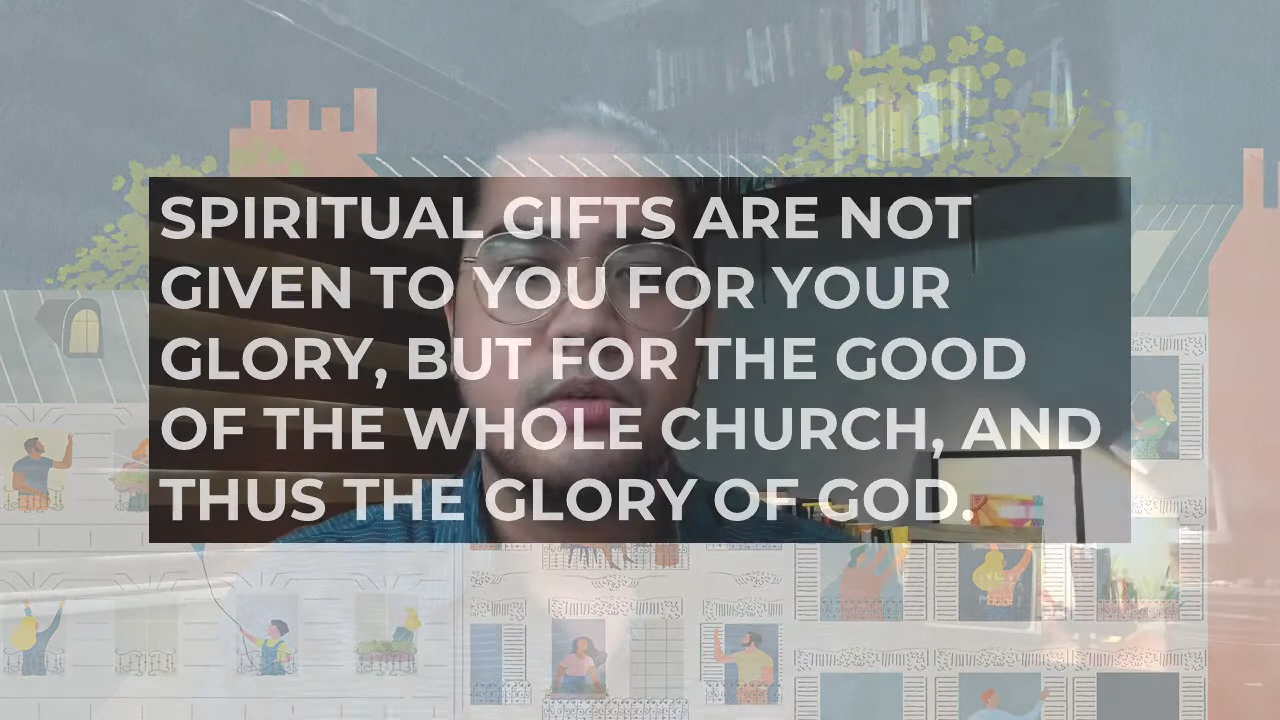 SPIRITUAL GIFTS ARE NOT
GIVEN TO YOU FOR YOUR
GLORY, BUT FOR THE GOOD
OF THE WHOLE CHURCH, AND
THUS THE GLORY OF GOD.